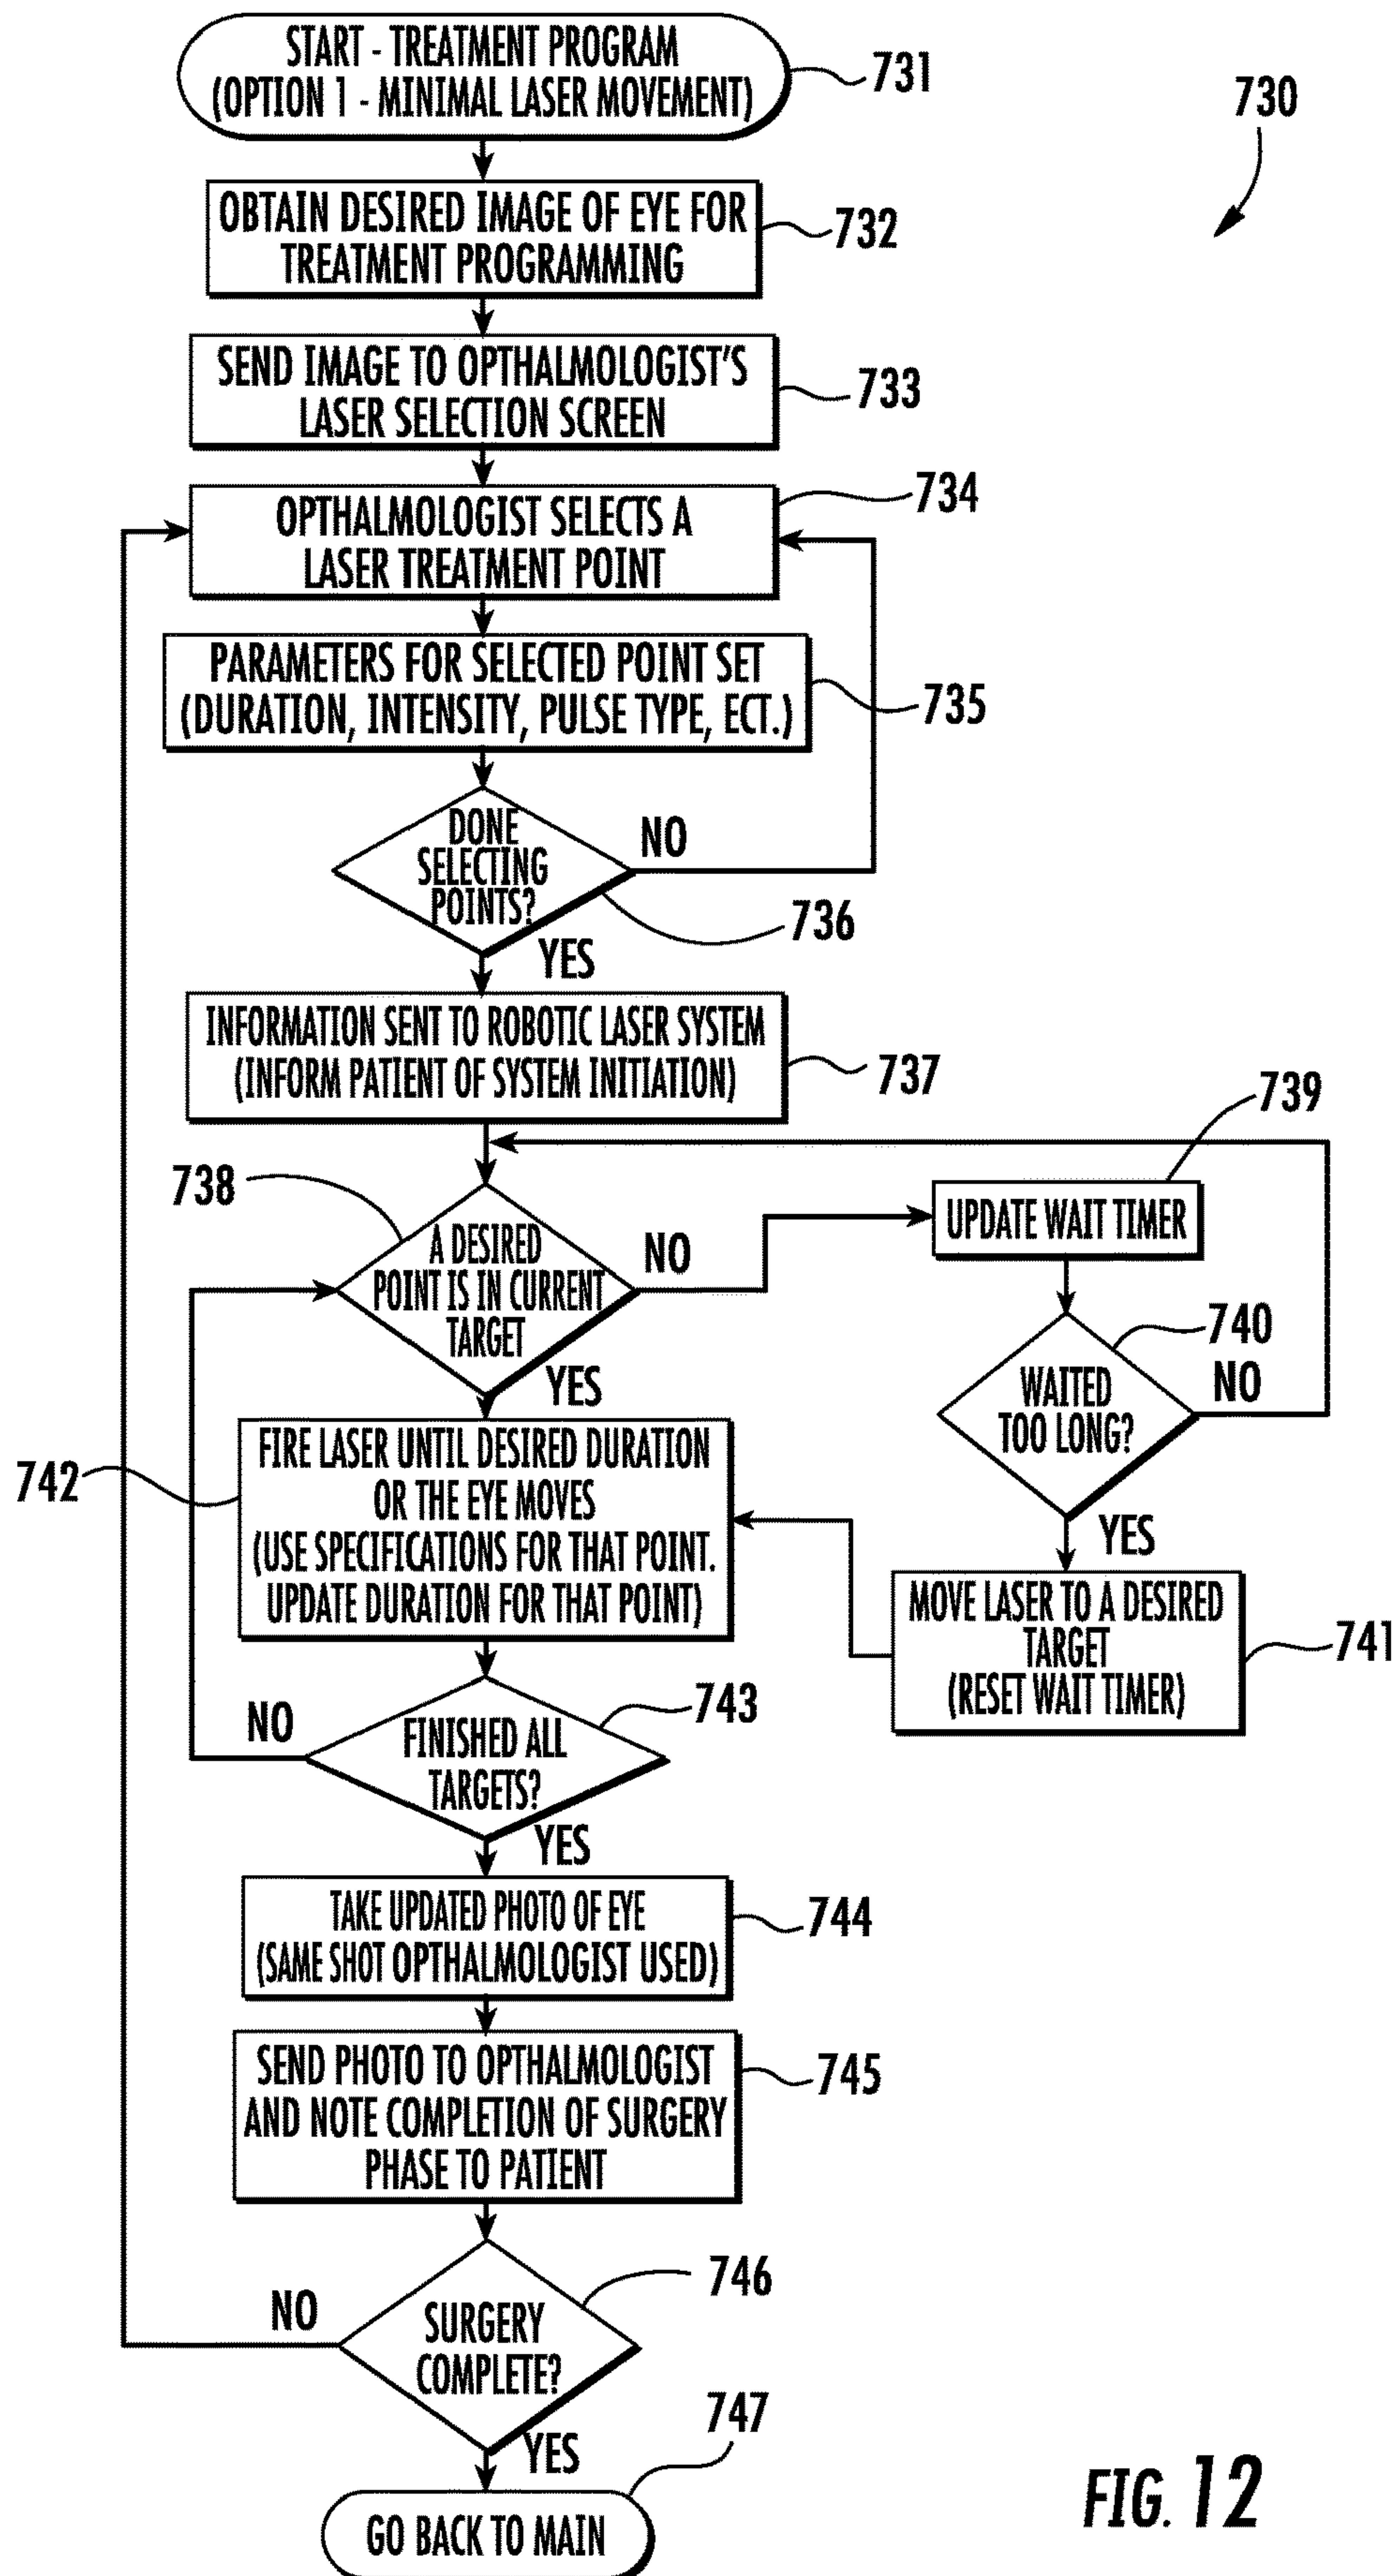 START - TREATMENT PROGRAM
(OPTION 1 - MINIMAL LASER MOVEMENT)
731
730
OBTAIN DESIRED IMAGE OF EYE FOR
TREATMENT PROGRAMMING
732
SEND IMAGE TO OPTHALMOLOGIST'S
LASER SELECTION SCREEN
733
OPTHALMOLOGIST SELECTS A
LASER TREATMENT POINT
734
PARAMETERS FOR SELECTED POINT SET
(DURATION, INTENSITY, PULSE TYPE, ECT.)
735
DONE
SELECTING
POINTS?
NO
736
YES
INFORMATION SENT TO ROBOTIC LASER SYSTEM
(INFORM PATIENT OF SYSTEM INITIATION)
737
738
A DESIRED
POINT IS IN CURRENT
TARGET
NO
YES
739
UPDATE WAIT TIMER
740
WAITED
TOO LONG?
NO
YES
742
FIRE LASER UNTIL DESIRED DURATION
OR THE EYE MOVES
(USE SPECIFICATIONS FOR THAT POINT.
UPDATE DURATION FOR THAT POINT)
MOVE LASER TO A DESIRED
TARGET
(RESET WAIT TIMER)
741
743
NO
FINISHED ALL
TARGETS?
YES
TAKE UPDATED PHOTO OF EYE
(SAME SHOT OPTHALMOLOGIST USED)
744
SEND PHOTO TO OPTHALMOLOGIST
AND NOTE COMPLETION OF SURGERY
PHASE TO PATIENT
745
746
NO
SURGERY
COMPLETE?
YES
747
GO BACK TO MAIN
FIG. 12